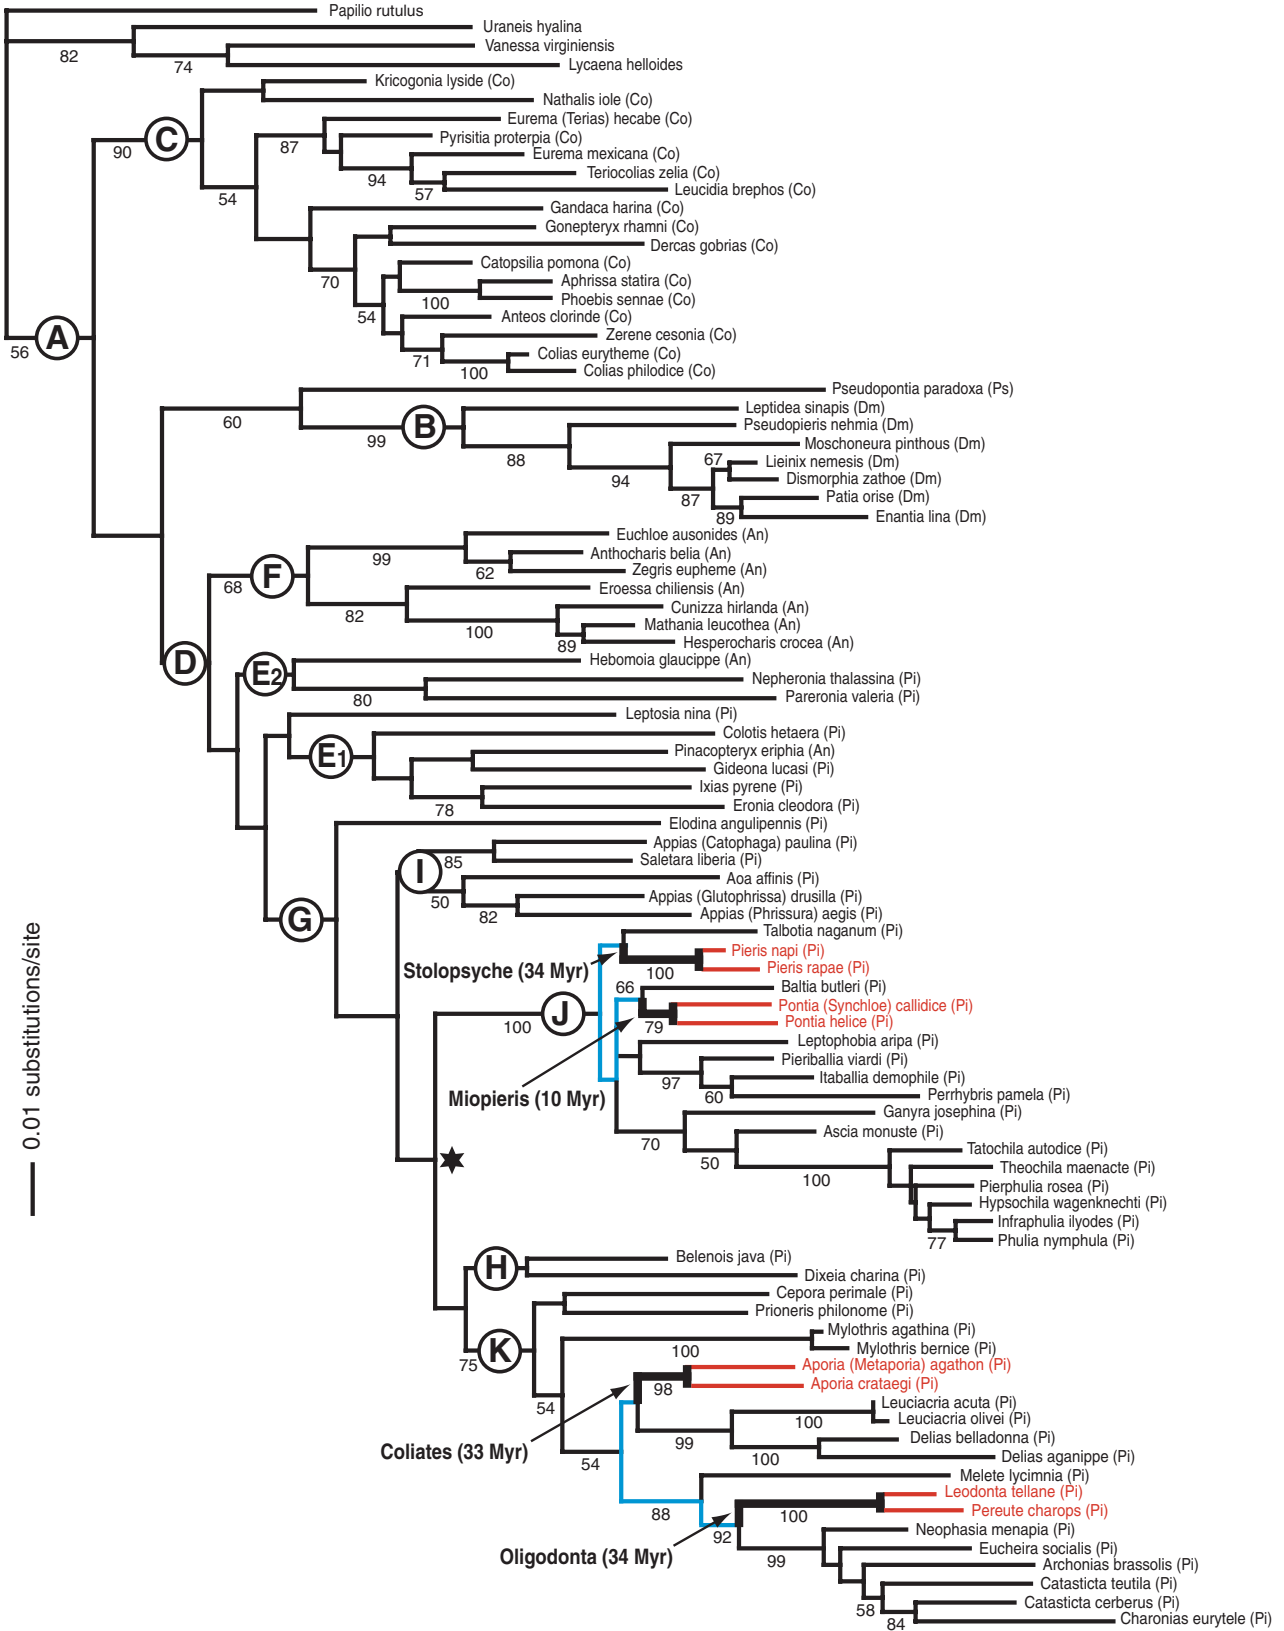 Papilio rutulus
Uraneis hyalina
82
Vanessa virginiensis
74
Lycaena helloides
Kricogonia lyside (Co)
Nathalis iole (Co)
Eurema (Terias) hecabe (Co)
C
90
87
Pyrisitia proterpia (Co)
Eurema mexicana (Co)
94
Teriocolias zelia (Co)
57
Leucidia brephos (Co)
54
Gandaca harina (Co)
Gonepteryx rhamni (Co)
Dercas gobrias (Co)
70
Catopsilia pomona (Co)
Aphrissa statira (Co)
100
Phoebis sennae (Co)
54
Anteos clorinde (Co)
Zerene cesonia (Co)
71
Colias eurytheme (Co)
100
Colias philodice (Co)
56
A
Pseudopontia paradoxa (Ps)
60
Leptidea sinapis (Dm)
99
B
Pseudopieris nehmia (Dm)
88
Moschoneura pinthous (Dm)
94
67
Lieinix nemesis (Dm)
Dismorphia zathoe (Dm)
87
Patia orise (Dm)
89
Enantia lina (Dm)
Euchloe ausonides (An)
99
Anthocharis belia (An)
62
Zegris eupheme (An)
68
F
Eroessa chiliensis (An)
82
Cunizza hirlanda (An)
100
Mathania leucothea (An)
89
Hesperocharis crocea (An)
D
Hebomoia glaucippe (An)
E2
Nepheronia thalassina (Pi)
80
Pareronia valeria (Pi)
Leptosia nina (Pi)
Colotis hetaera (Pi)
E1
Pinacopteryx eriphia (An)
Gideona lucasi (Pi)
Ixias pyrene (Pi)
78
Eronia cleodora (Pi)
Elodina angulipennis (Pi)
Appias (Catophaga) paulina (Pi)
85
Saletara liberia (Pi)
I
Aoa affinis (Pi)
50
Appias (Glutophrissa) drusilla (Pi)
82
Appias (Phrissura) aegis (Pi)
G
Talbotia naganum (Pi)
Pieris napi (Pi)
Stolopsyche (34 Myr)
100
Pieris rapae (Pi)
66
Baltia butleri (Pi)
Pontia (Synchloe) callidice (Pi)
100
J
79
Pontia helice (Pi)
Leptophobia aripa (Pi)
Pieriballia viardi (Pi)
97
Itaballia demophile (Pi)
60
Perrhybris pamela (Pi)
Miopieris (10 Myr)
Ganyra josephina (Pi)
70
Ascia monuste (Pi)
50
Tatochila autodice (Pi)
100
Theochila maenacte (Pi)
Pierphulia rosea (Pi)
Hypsochila wagenknechti (Pi)
Infraphulia ilyodes (Pi)
77
Phulia nymphula (Pi)
0.01 substitutions/site
Belenois java (Pi)
H
Dixeia charina (Pi)
Cepora perimale (Pi)
Prioneris philonome (Pi)
75
K
Mylothris agathina (Pi)
100
Mylothris bernice (Pi)
Aporia (Metaporia) agathon (Pi)
98
Aporia crataegi (Pi)
54
Leuciacria acuta (Pi)
100
Leuciacria olivei (Pi)
99
Delias belladonna (Pi)
100
Delias aganippe (Pi)
Coliates (33 Myr)
54
Melete lycimnia (Pi)
Leodonta tellane (Pi)
88
100
Pereute charops (Pi)
92
Neophasia menapia (Pi)
Oligodonta (34 Myr)
99
Eucheira socialis (Pi)
Archonias brassolis (Pi)
Catasticta teutila (Pi)
58
Catasticta cerberus (Pi)
84
Charonias eurytele (Pi)